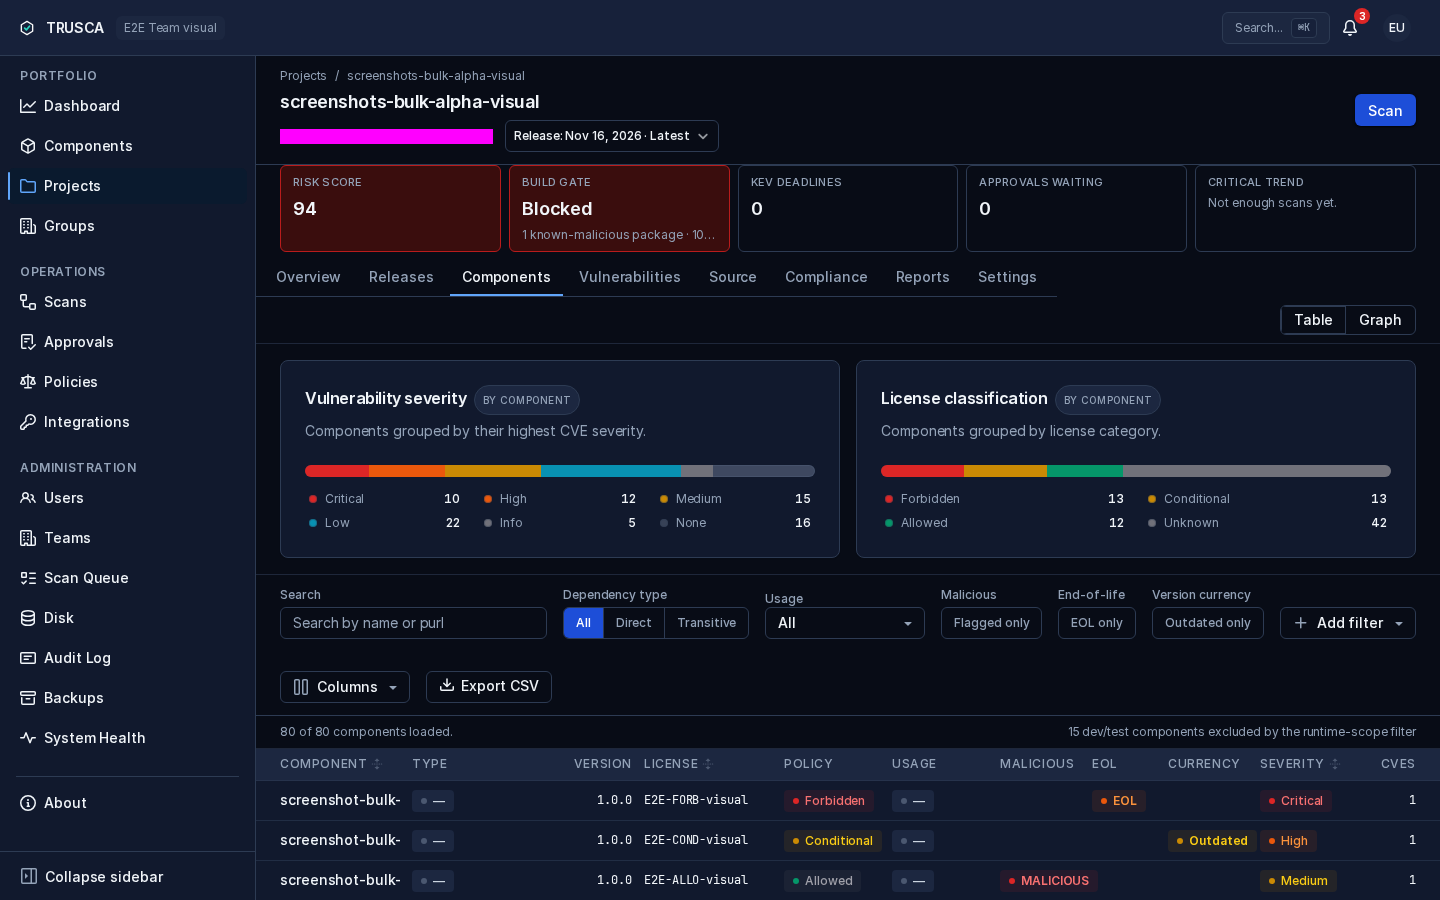 TRUSCA E2E Team visual Search... ⌘K 3 EU
PORTFOLIO
Dashboard
Components
Projects
Groups
OPERATIONS
Scans
Approvals
Policies
Integrations
ADMINISTRATION
Users
Teams
Scan Queue
Disk
Audit Log
Backups
System Health
About
Collapse sidebar
Projects / screenshots-bulk-alpha-visual
screenshots-bulk-alpha-visual
Scan
Release: Nov 16, 2026 · Latest
RISK SCORE
94
BUILD GATE
Blocked
1 known-malicious package · 10…
KEV DEADLINES
0
APPROVALS WAITING
0
CRITICAL TREND
Not enough scans yet.
Overview Releases Components Vulnerabilities Source Compliance Reports Settings
Table Graph
Vulnerability severity BY COMPONENT
Components grouped by their highest CVE severity.
Critical 10 High 12 Medium 15
Low 22 Info 5 None 16
License classification BY COMPONENT
Components grouped by license category.
Forbidden 13 Conditional 13
Allowed 12 Unknown 42
Search
Search by name or purl
Dependency type
All Direct Transitive
Usage
All
Malicious
Flagged only
End-of-life
EOL only
Version currency
Outdated only
Add filter
Columns
Export CSV
80 of 80 components loaded. 15 dev/test components excluded by the runtime-scope filter
COMPONENT TYPE VERSION LICENSE POLICY USAGE MALICIOUS EOL CURRENCY SEVERITY CVES
screenshot-bulk- — 1.0.0 E2E-FORB-visual Forbidden — EOL Critical 1
screenshot-bulk- — 1.0.0 E2E-COND-visual Conditional — Outdated High 1
screenshot-bulk- — 1.0.0 E2E-ALLO-visual Allowed — MALICIOUS Medium 1